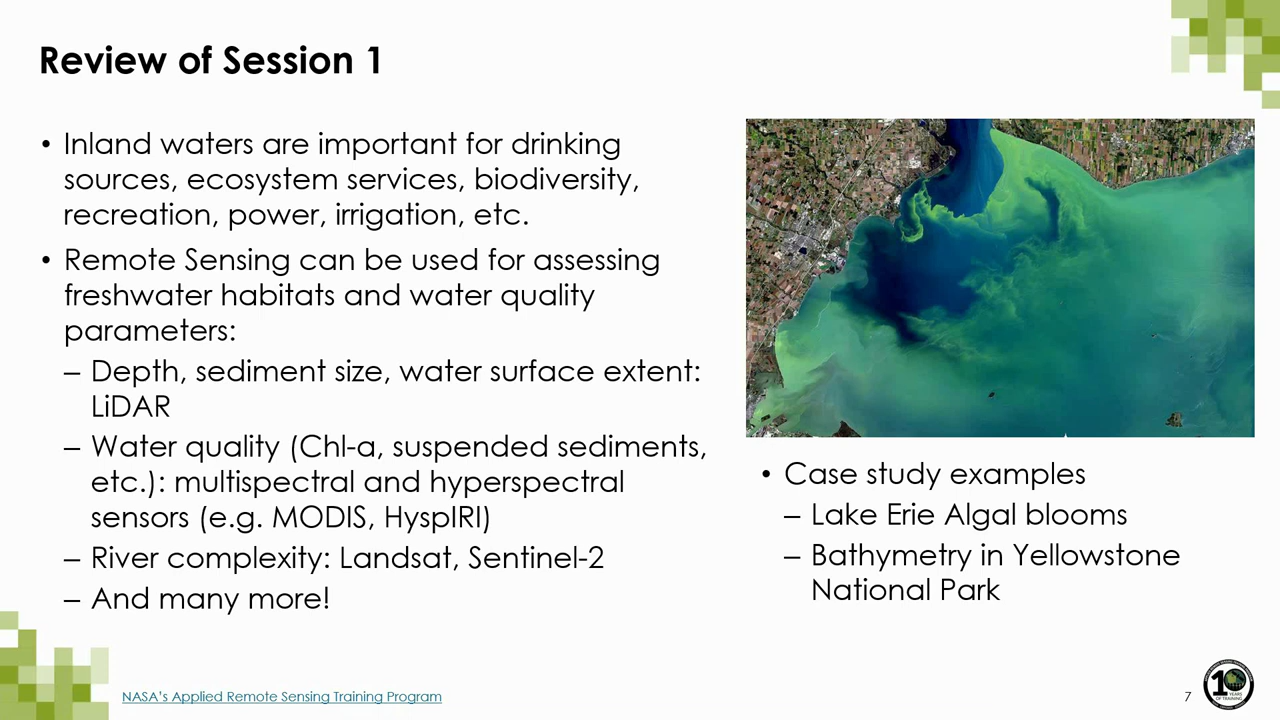 Review of Session 1
• Inland waters are important for drinking
sources, ecosystem services, biodiversity,
recreation, power, irrigation, etc.
• Remote Sensing can be used for assessing
freshwater habitats and water quality
parameters:
– Depth, sediment size, water surface extent:
LiDAR
– Water quality (Chl-a, suspended sediments,
etc.): multispectral and hyperspectral
sensors (e.g. MODIS, HyspIRI)
– River complexity: Landsat, Sentinel-2
– And many more!
• Case study examples
– Lake Erie Algal blooms
– Bathymetry in Yellowstone
National Park
NASA's Applied Remote Sensing Training Program
7
10
YEARS
OF TRAINING